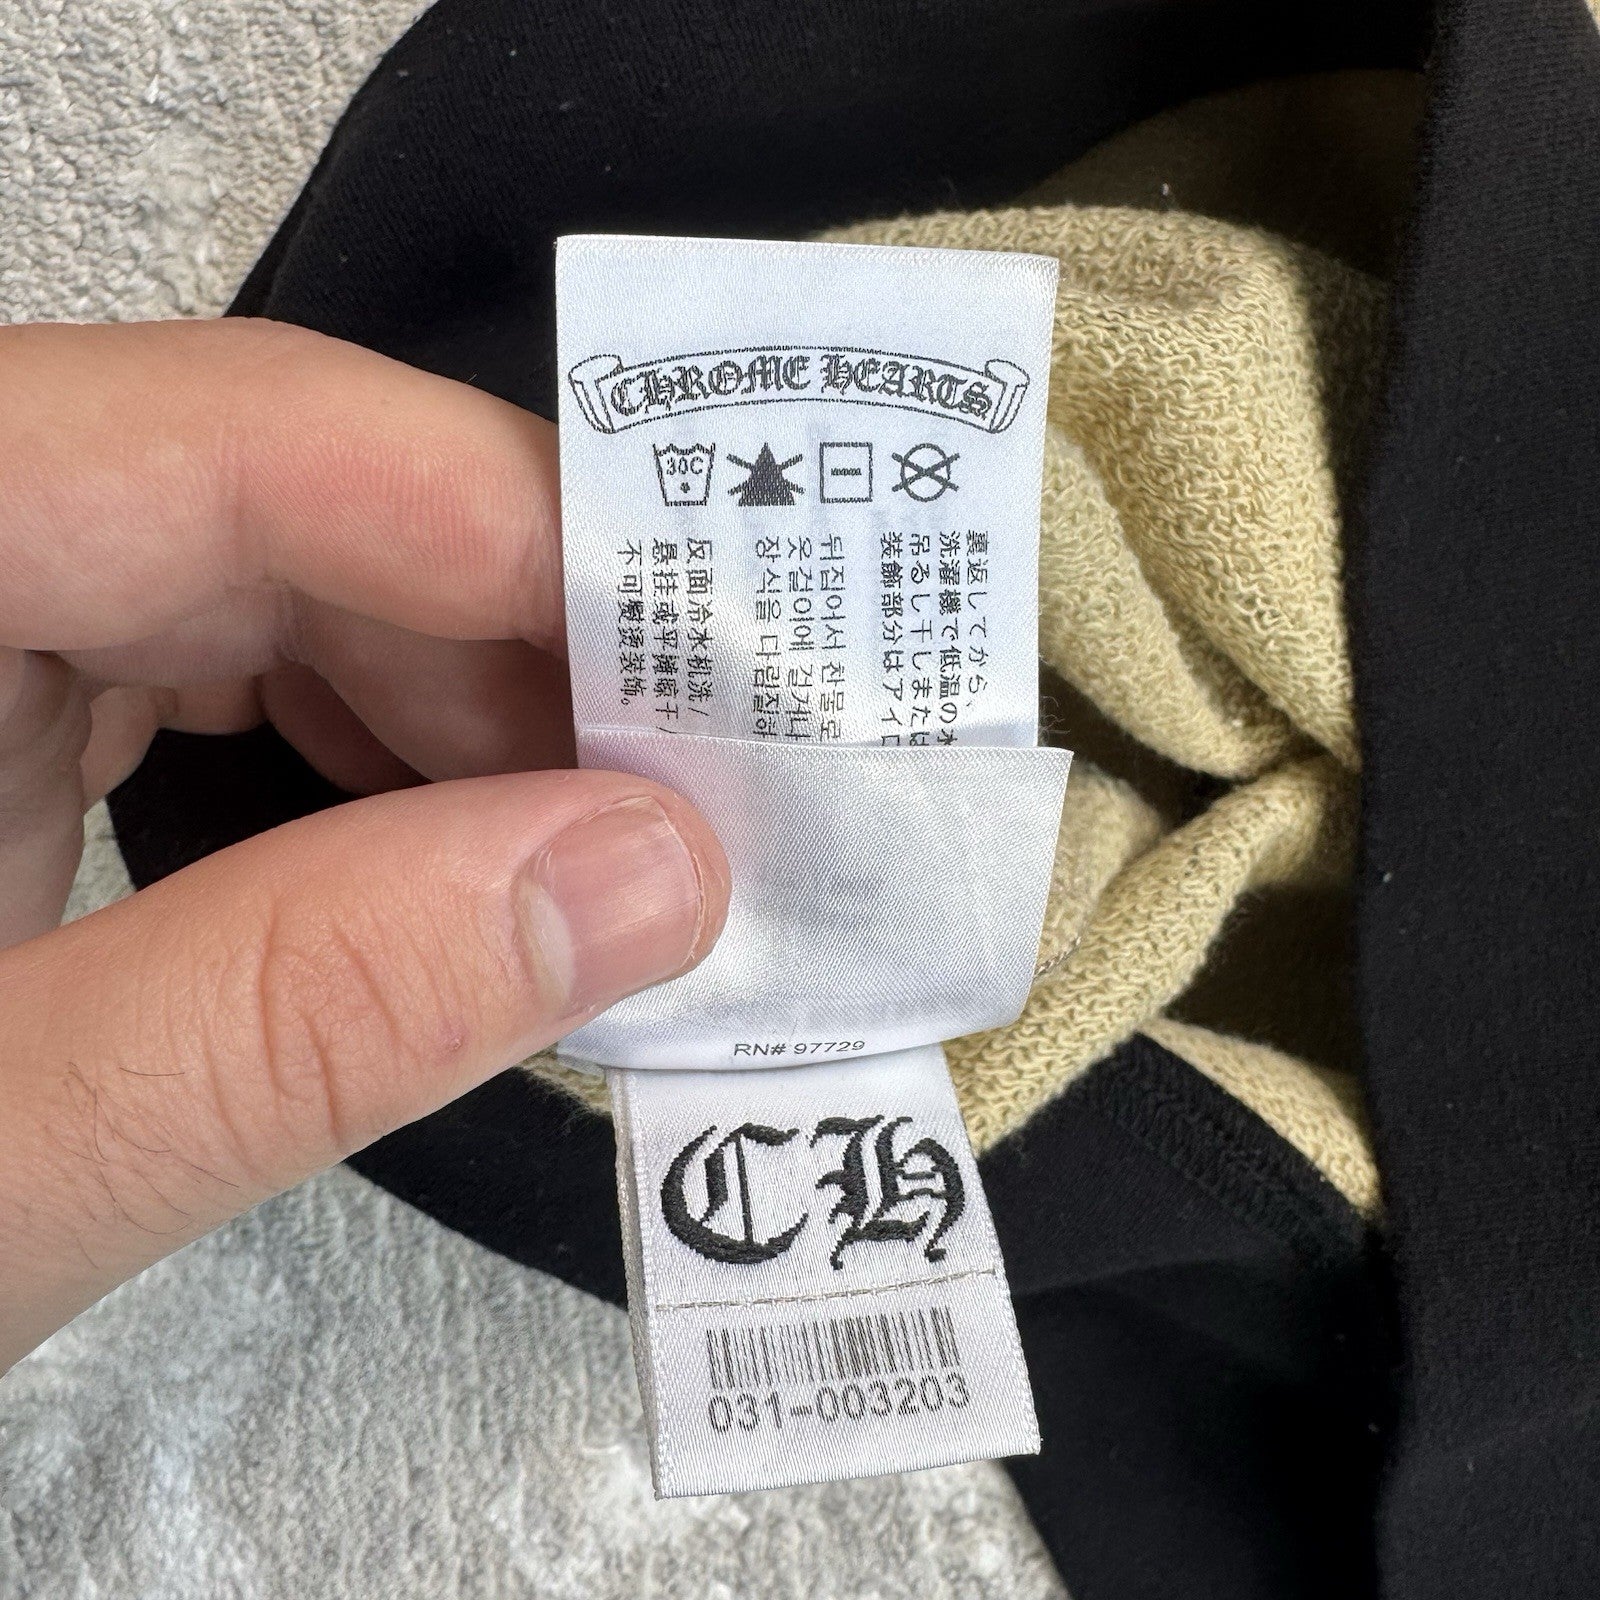 CHROME HEARTS
30C
裏返してから、
洗濯機で低温の水
吊るし干しまたは
装飾部分はアイロ
뒤집어서 찬물로
옷걸이에 걸거나
장식을 다림질하
反面冷水机洗/
悬挂或平摊晾干/
不可熨烫装饰。
RN# 97729
CH
031-003203